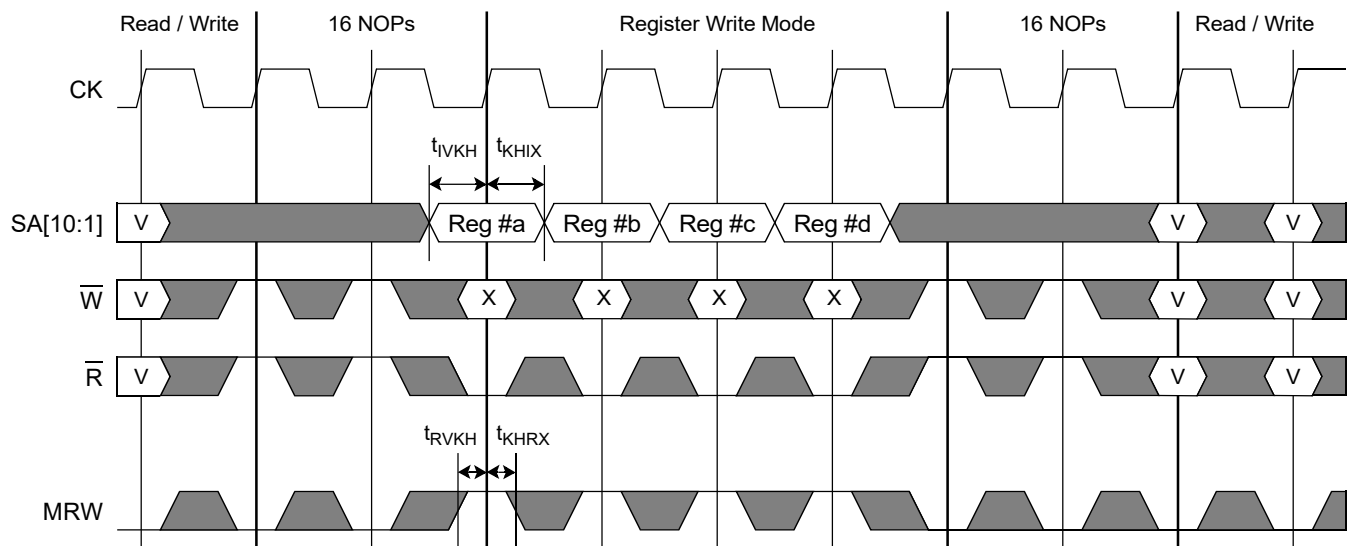 Read / Write 16 NOPs Register Write Mode 16 NOPs Read / Write
CK
tIVKH tKHIX
SA[10:1] V Reg #a Reg #b Reg #c Reg #d V V
W V X X X X V V
R V V V
tRVKH tKHRX
MRW